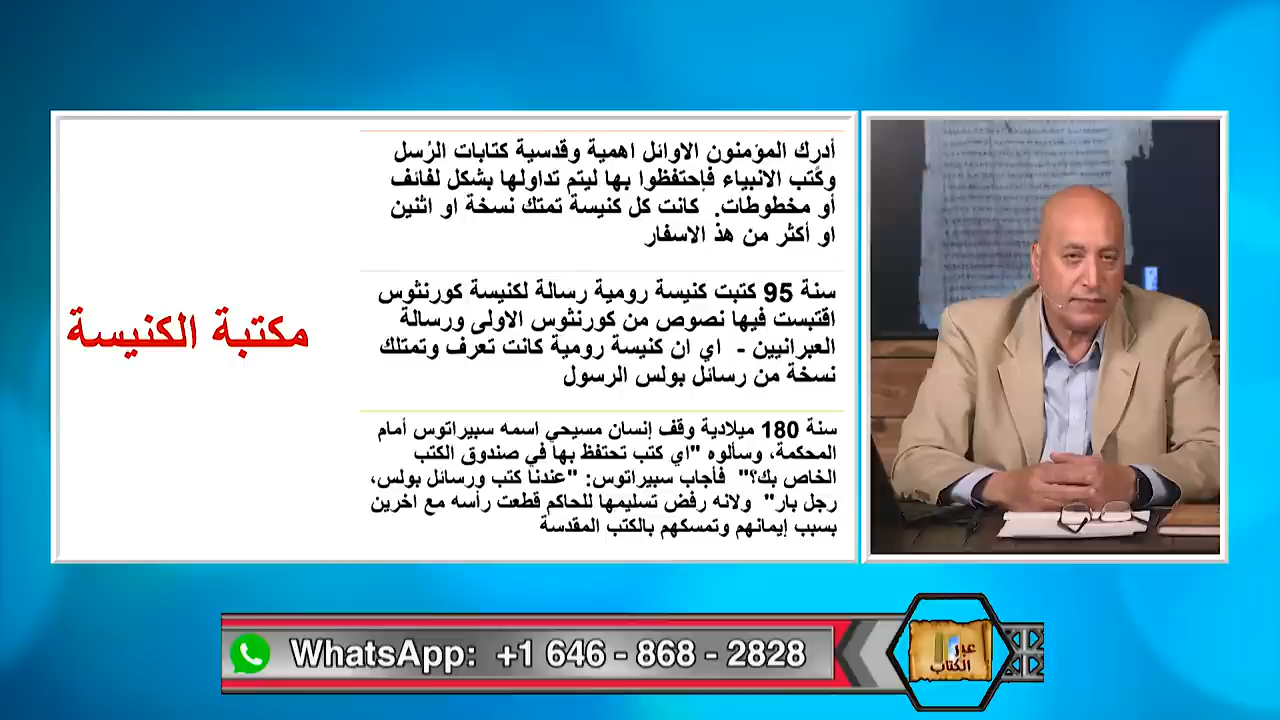 أدرك المؤمنون الاوائل اهمية وقدسية كتابات الرُسل
وكُتب الانبياء فإحتفظوا بها ليتم تداولها بشكل لفائف
أو مخطوطات. كانت كل كنيسة تمتك نسخة او اثنين
او أكثر من هذ الاسفار
سنة 95 كتبت كنيسة رومية رسالة لكنيسة كورنثوس
اقتبست فيها نصوص من كورنثوس الاولى ورسالة
العبرانيين - اي ان كنيسة رومية كانت تعرف وتمتلك
نسخة من رسائل بولس الرسول
مكتبة الكنيسة
سنة 180 ميلادية وقف إنسان مسيحي اسمه سبيراتوس أمام
المحكمة، وسألوه "اي كتب تحتفظ بها في صندوق الكتب
الخاص بك؟" فأجاب سبيراتوس: "عندنا كتب ورسائل بولس،
رجل بار" ولانه رفض تسليمها للحاكم قطعت رأسه مع اخرين
بسبب إيمانهم وتمسكهم بالكتب المقدسة
WhatsApp: +1 646 - 868 - 2828
عبر
الكتاب